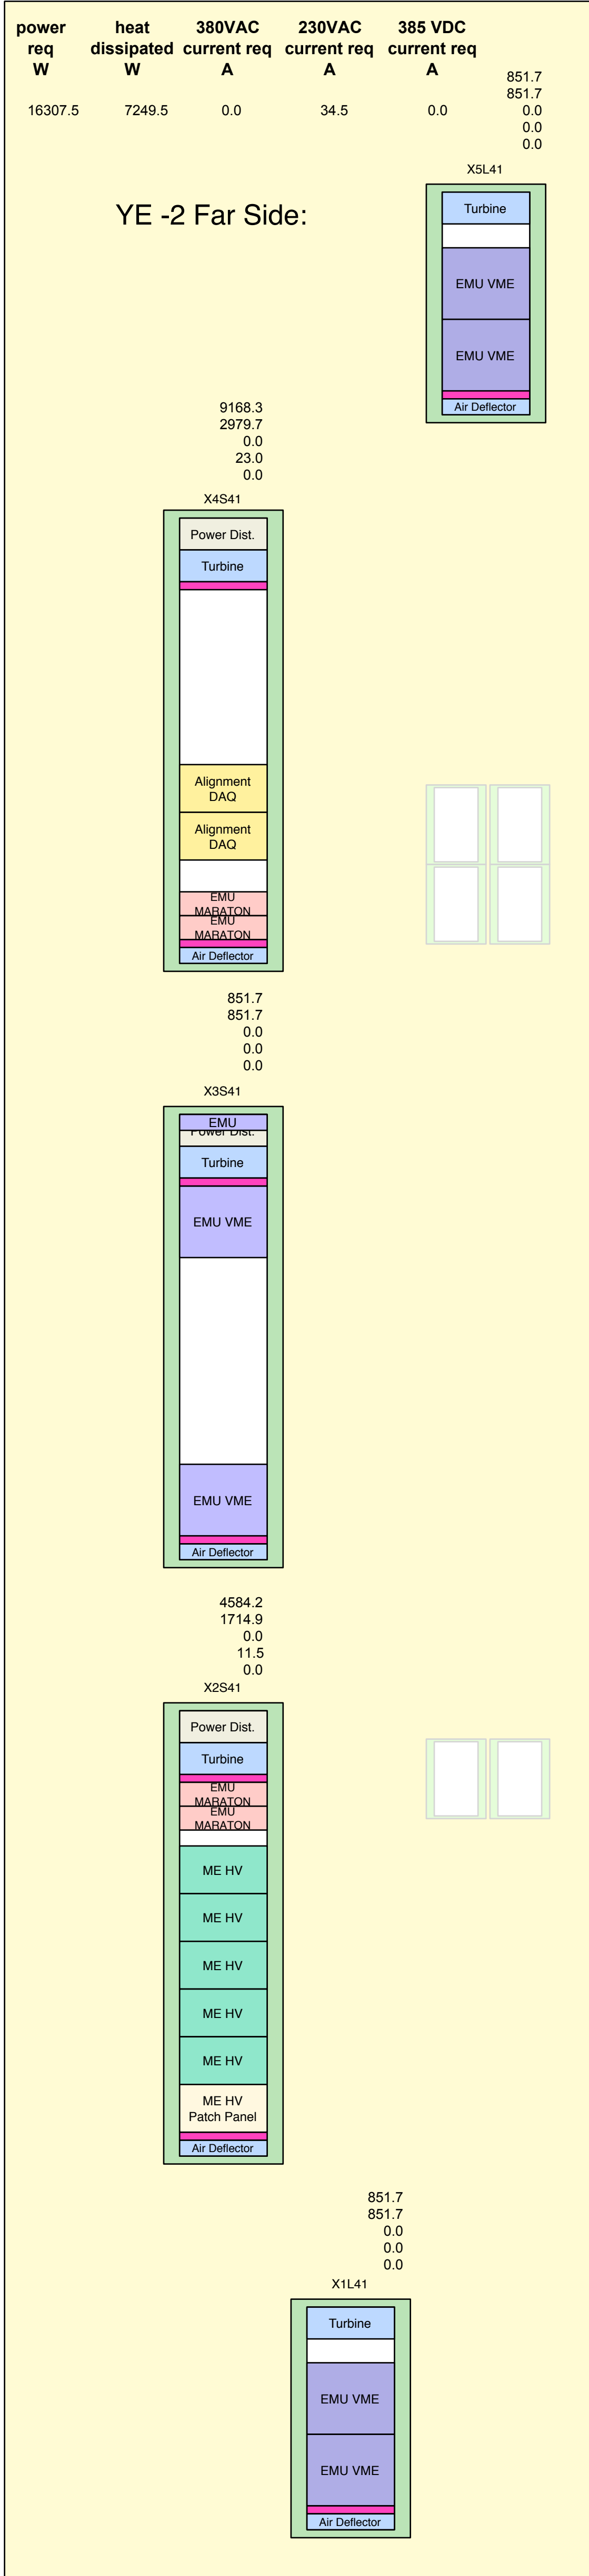 power heat 380VAC 230VAC 385 VDC
req dissipated current req current req current req
W W A A A
851.7
851.7
16307.5 7249.5 0.0 34.5 0.0 0.0
0.0
0.0
X5L41
YE -2 Far Side:
Turbine
EMU VME
EMU VME
Air Deflector
9168.3
2979.7
0.0
23.0
0.0
X4S41
Power Dist.
Turbine
Alignment
DAQ
Alignment
DAQ
EMU
MARATON
EMU
MARATON
Air Deflector
851.7
851.7
0.0
0.0
0.0
X3S41
EMU
Power Dist.
Turbine
EMU VME
EMU VME
Air Deflector
4584.2
1714.9
0.0
11.5
0.0
X2S41
Power Dist.
Turbine
EMU
MARATON
EMU
MARATON
ME HV
ME HV
ME HV
ME HV
ME HV
ME HV
Patch Panel
Air Deflector
851.7
851.7
0.0
0.0
0.0
X1L41
Turbine
EMU VME
EMU VME
Air Deflector